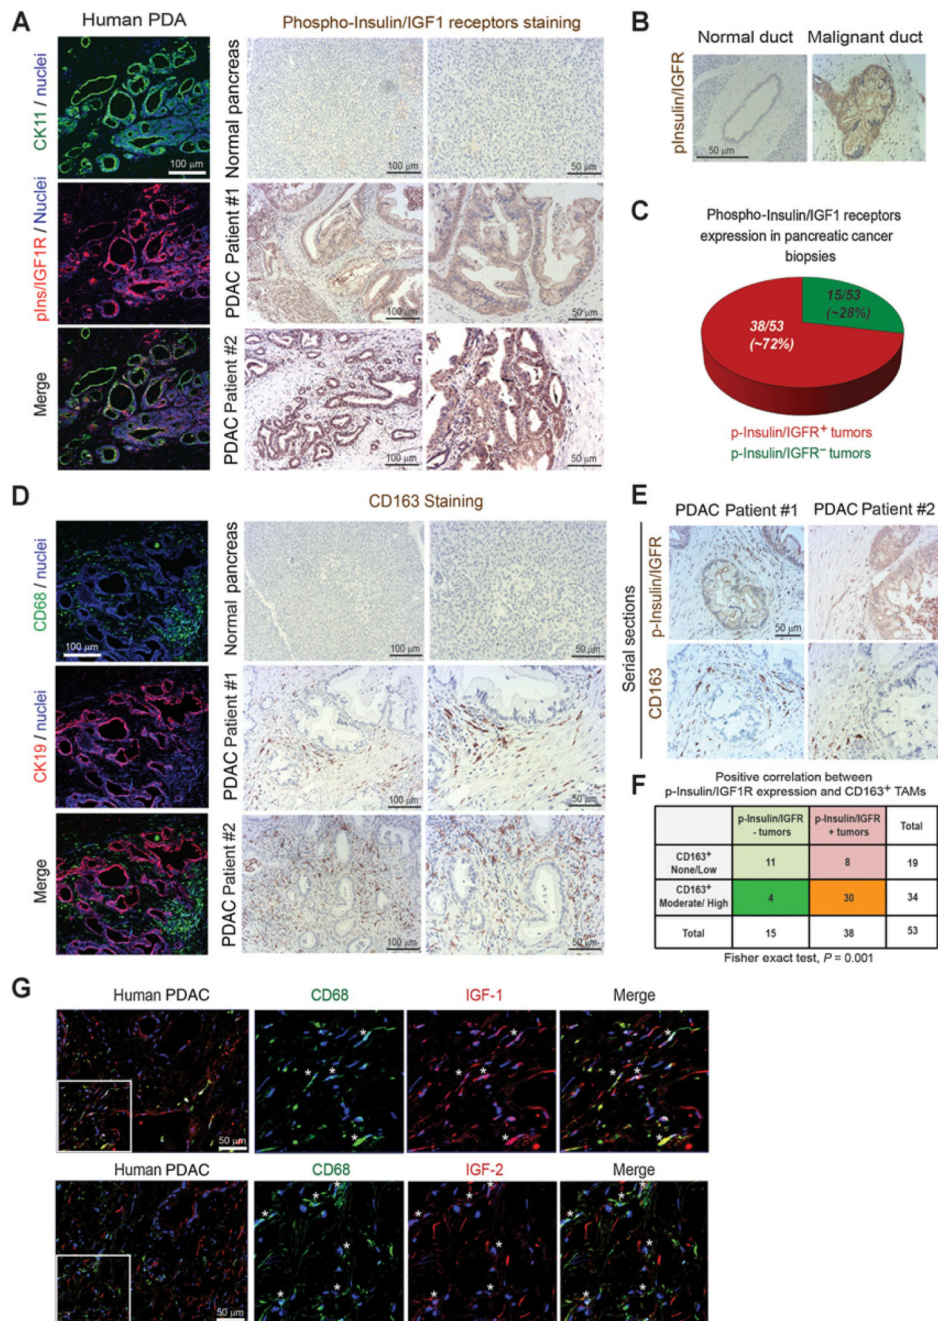 A
Human PDA
Phospho-Insulin/IGF1 receptors staining
CK11 / nuclei
100 μm
pIns/IGF1R / Nuclei
Merge
Normal pancreas
100 μm
50 μm
PDAC Patient #1
100 μm
50 μm
PDAC Patient #2
100 μm
50 μm
B
Normal duct
Malignant duct
pInsulin/IGFR
50 μm
C
Phospho-Insulin/IGF1 receptors
expression in pancreatic cancer
biopsies
15/53
(~28%)
38/53
(~72%)
p-Insulin/IGFR+ tumors
p-Insulin/IGFR− tumors
D
CD163 Staining
CD68 / nuclei
100 μm
CK19 / nuclei
Merge
Normal pancreas
100 μm
50 μm
PDAC Patient #1
100 μm
50 μm
PDAC Patient #2
100 μm
50 μm
E
PDAC Patient #1
PDAC Patient #2
Serial sections
p-Insulin/IGFR
50 μm
CD163
F
Positive correlation between
p-Insulin/IGF1R expression and CD163+ TAMs
p-Insulin/IGFR
- tumors
p-Insulin/IGFR
+ tumors
Total
CD163+
None/Low
11
8
19
CD163+
Moderate/ High
4
30
34
Total
15
38
53
Fisher exact test, P = 0.001
G
Human PDAC
CD68
IGF-1
Merge
50 μm
Human PDAC
CD68
IGF-2
Merge
50 μm